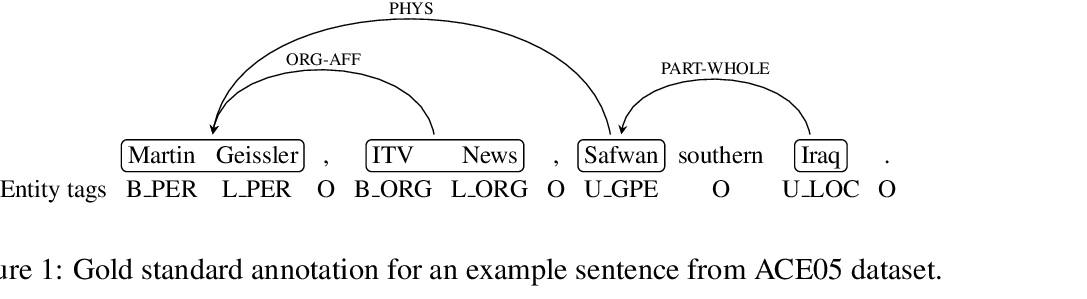 PHYS
ORG-AFF
PART-WHOLE
Martin Geissler , ITV News , Safwan southern Iraq .
Entity tags B_PER L_PER O B_ORG L_ORG O U_GPE O U_LOC O
ure 1: Gold standard annotation for an example sentence from ACE05 dataset.